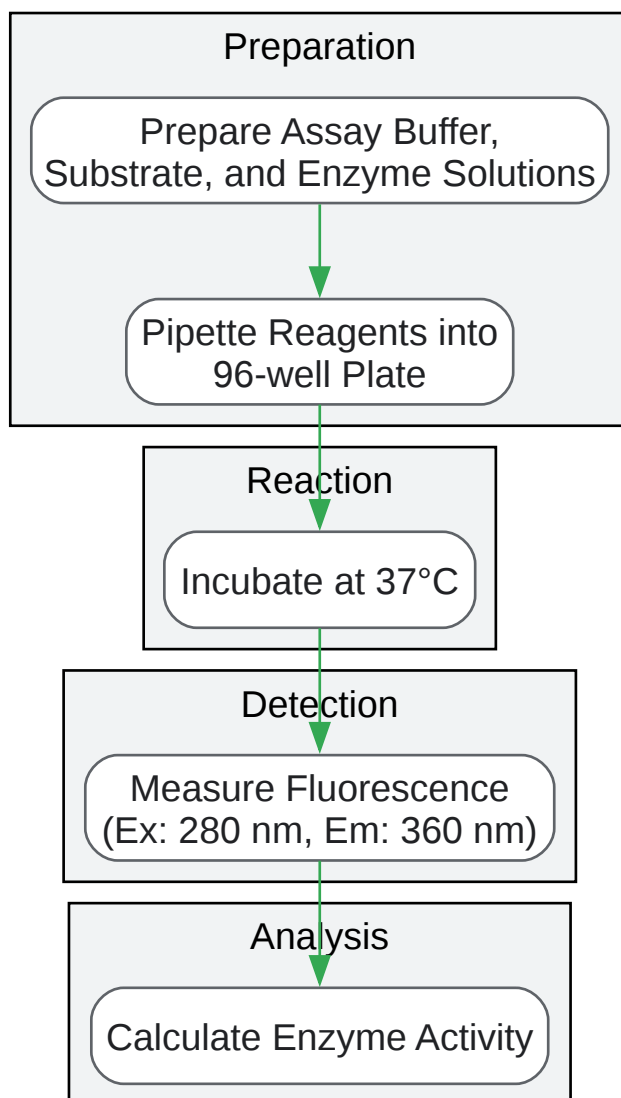 Preparation
Prepare Assay Buffer,
Substrate, and Enzyme Solutions
Pipette Reagents into
96-well Plate
Reaction
Incubate at 37°C
Detection
Measure Fluorescence
(Ex: 280 nm, Em: 360 nm)
Analysis
Calculate Enzyme Activity